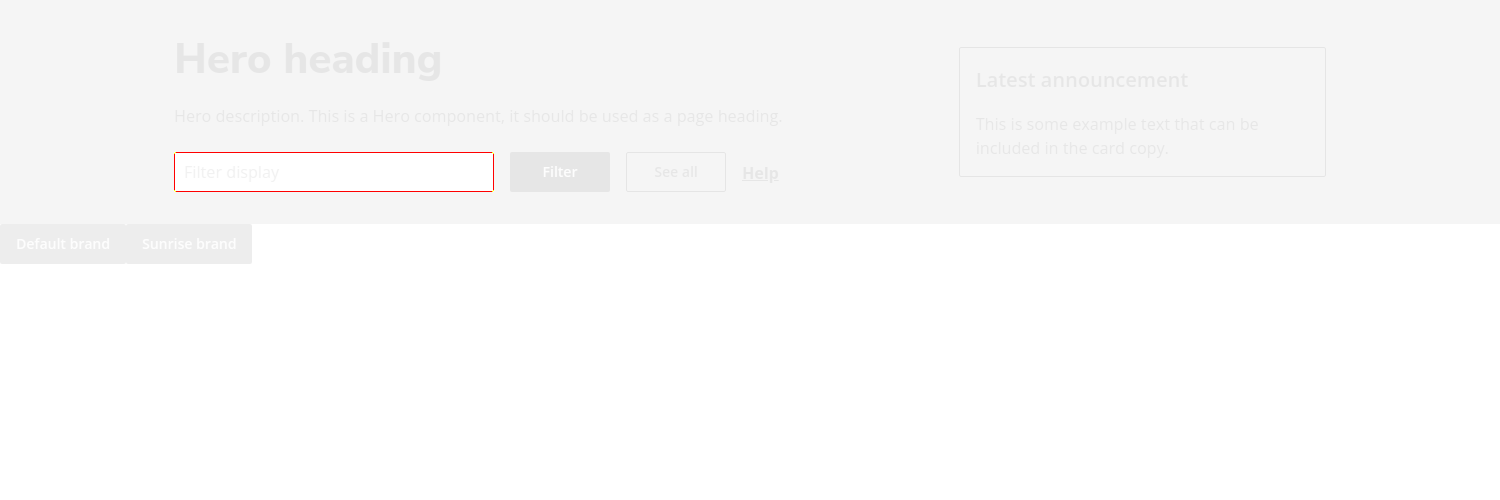 Hero heading
Hero description. This is a Hero component, it should be used as a page heading.
Filter display
Filter
See all
Help
Latest announcement
This is some example text that can be
included in the card copy.
Default brand
Sunrise brand